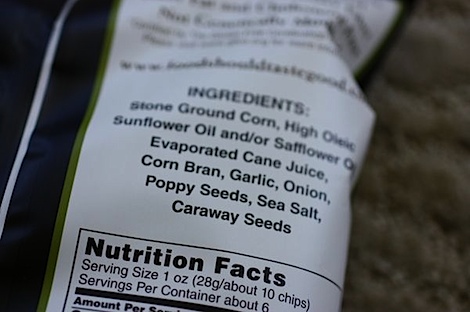 www.foodshouldtastegood.
INGREDIENTS:
Stone Ground Corn, High Oleic
Sunflower Oil and/or Safflower O
Evaporated Cane Juice,
Corn Bran, Garlic, Onion,
Poppy Seeds, Sea Salt,
Caraway Seeds
Nutrition Facts
Serving Size 1 oz (28g/about 10 chips)
Servings Per Container about 6
Amount Per Serv